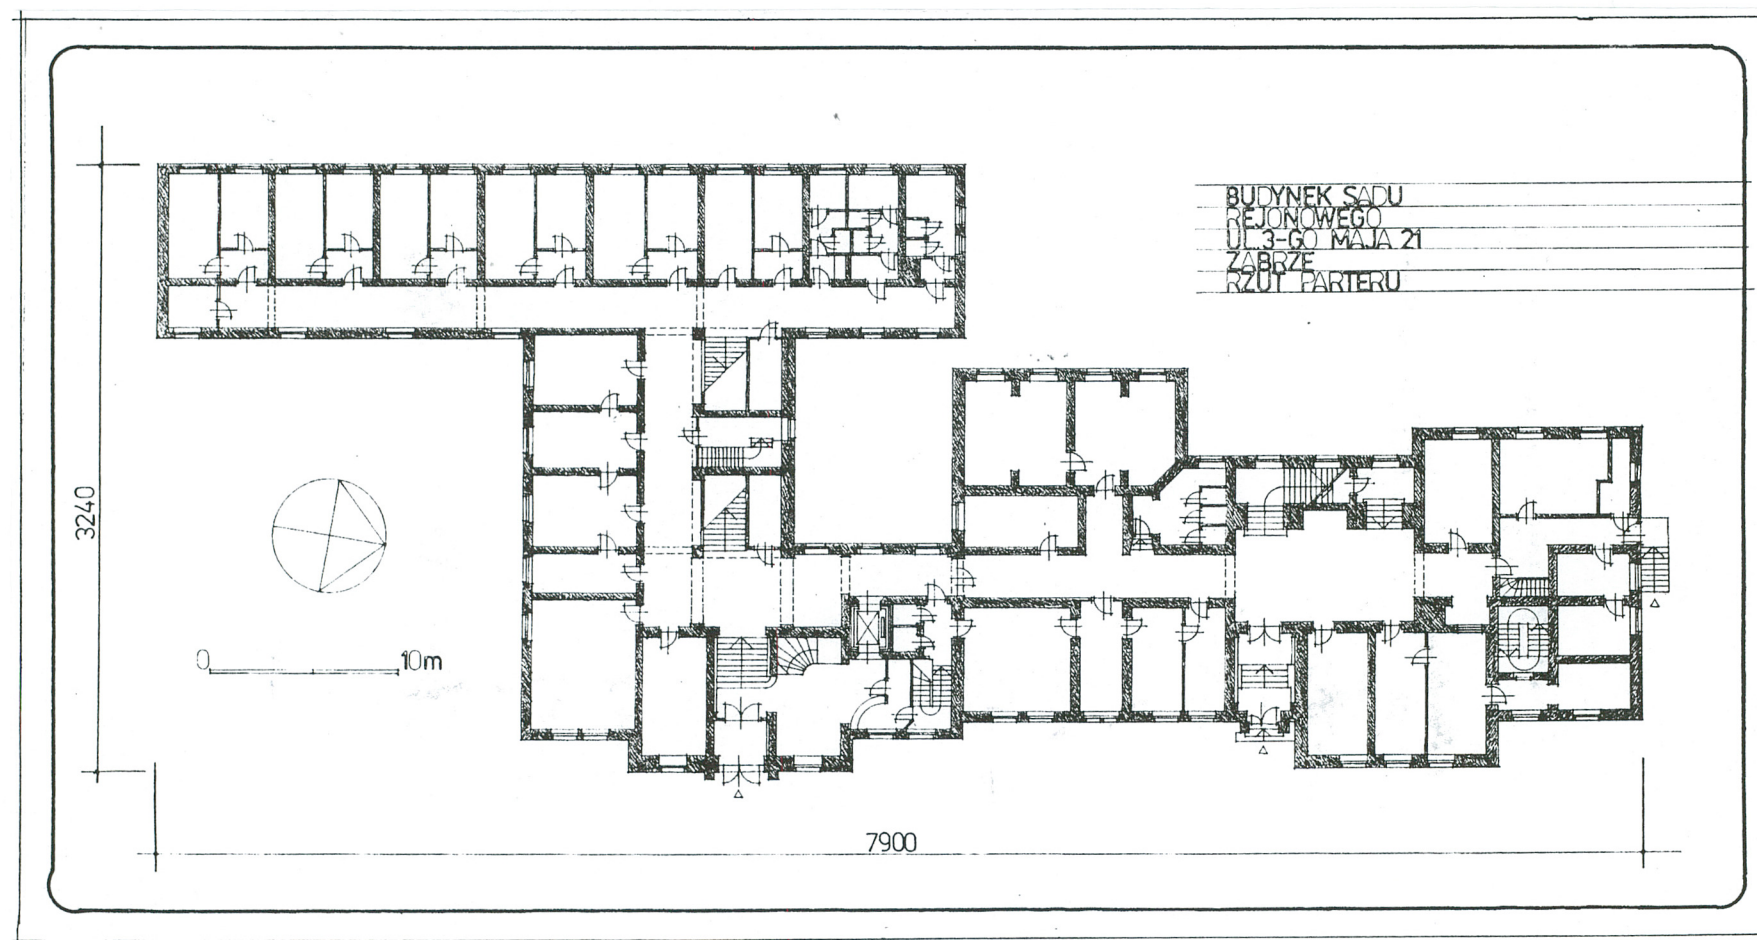 BUDYNEK SĄDU
REJONOWEGO
UL.3-GO MAJA 21
ZABRZE
RZUT PARTERU
3240
0 10m
7900